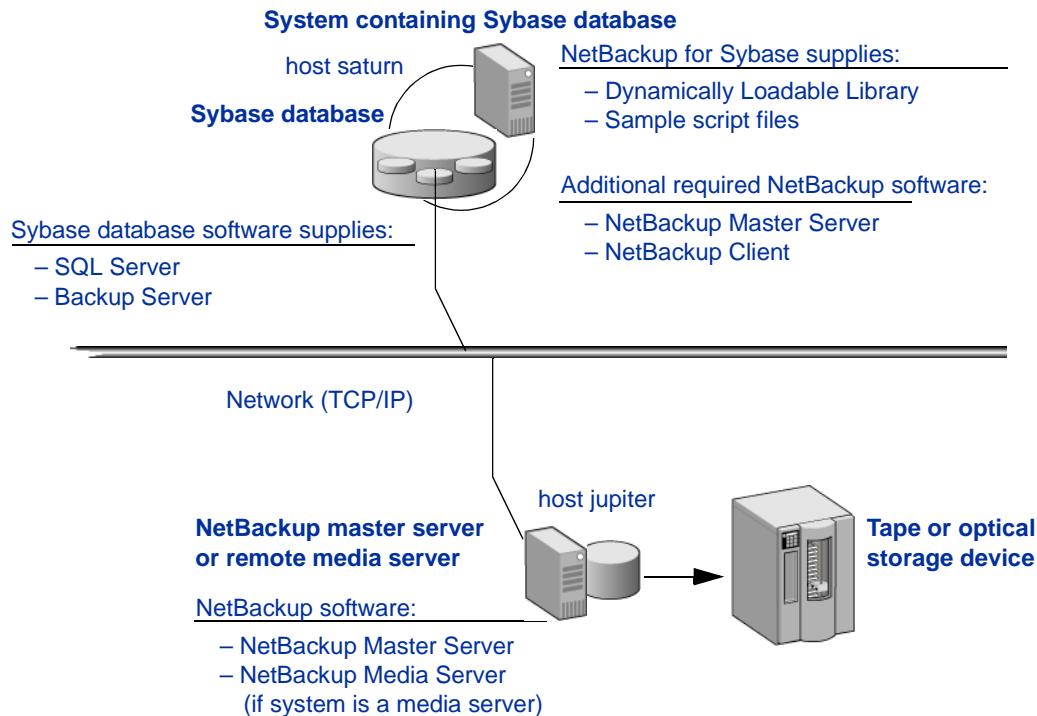 System containing Sybase database
host saturn
NetBackup for Sybase supplies:
– Dynamically Loadable Library
– Sample script files
Sybase database
Additional required NetBackup software:
– NetBackup Master Server
– NetBackup Client
Sybase database software supplies:
– SQL Server
– Backup Server
Network (TCP/IP)
host jupiter
NetBackup master server
or remote media server
Tape or optical
storage device
NetBackup software:
– NetBackup Master Server
– NetBackup Media Server
(if system is a media server)